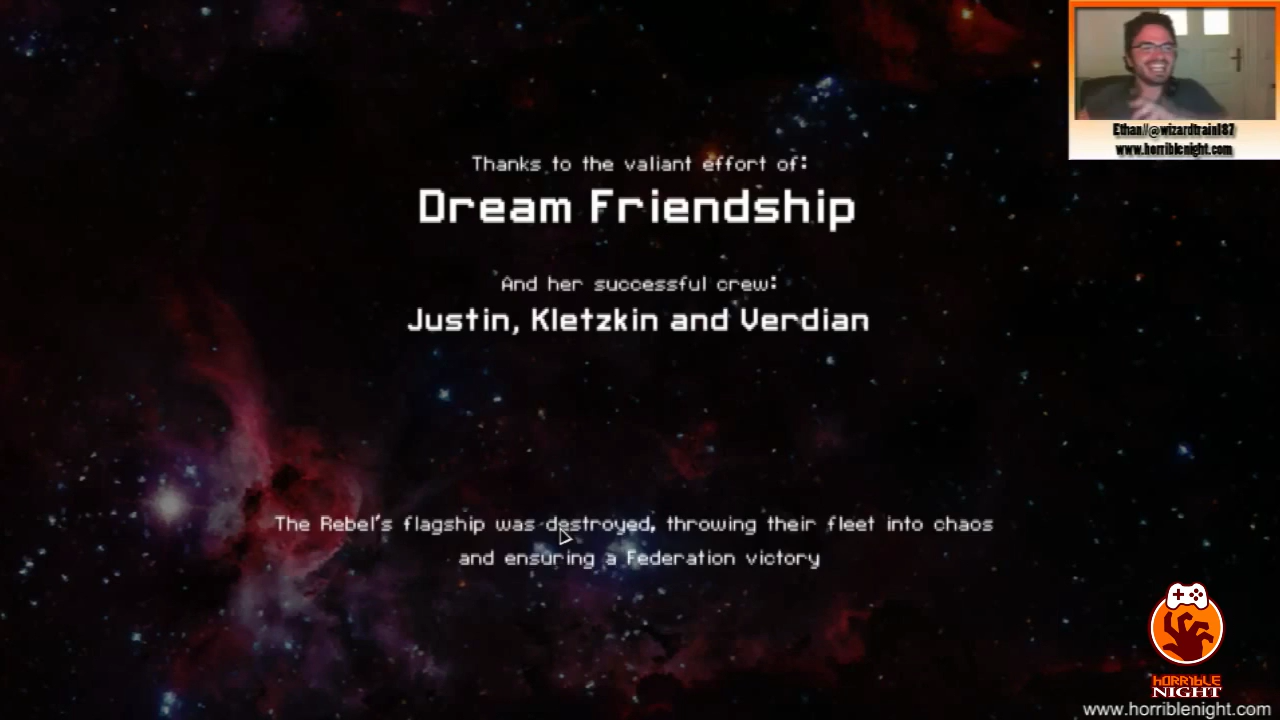 Thanks to the valiant effort of:
Dream Friendship
And her successful crew:
Justin, Kletzkin and Verdian
The Rebel's flagship was destroyed, throwing their fleet into chaos
and ensuring a Federation victory
Ethan//@wizardtrain187
www.horriblenight.com
HORRIBLE
NIGHT
www.horriblenight.com